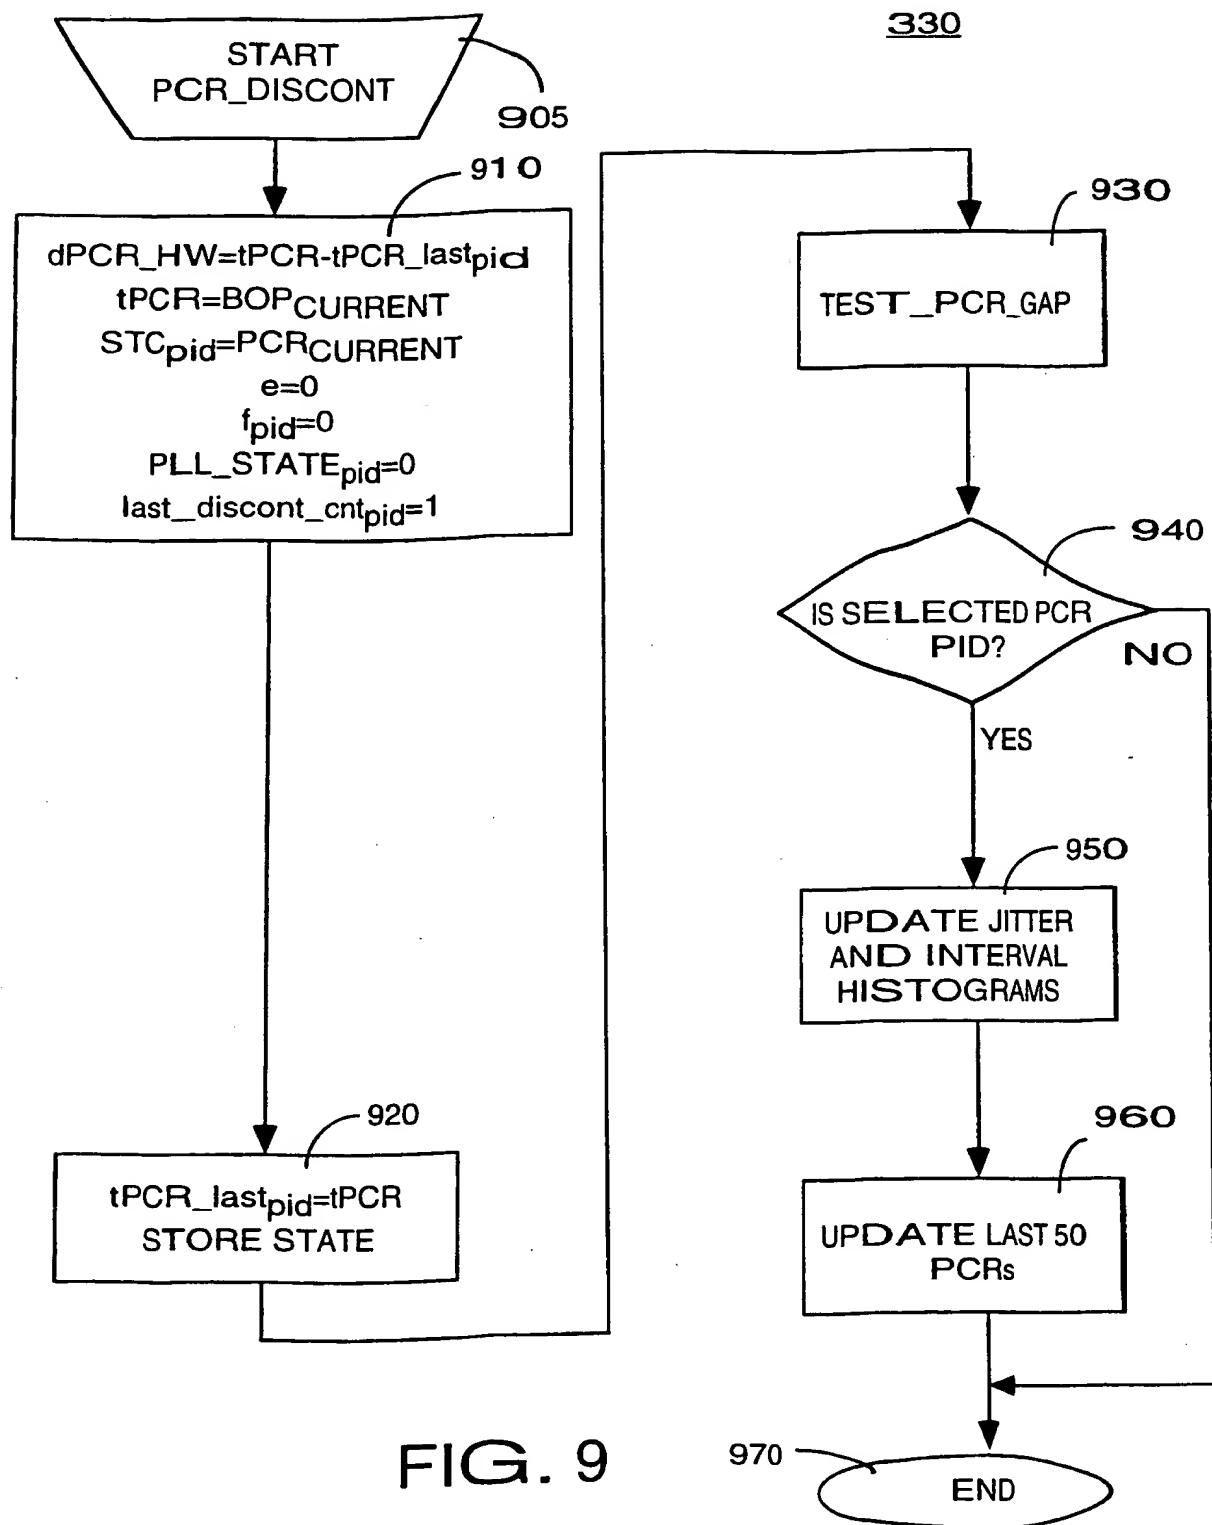 330
START
PCR_DISCONT
905
910
dPCR_HW=tPCR-tPCR_lastpid
tPCR=BOPCURRENT
STCpid=PCRCURRENT
e=0
fpid=0
PLL_STATEpid=0
last_discont_cntpid=1
920
tPCR_lastpid=tPCR
STORE STATE
930
TEST_PCR_GAP
940
IS SELECTED PCR
PID?
NO
YES
950
UPDATE JITTER
AND INTERVAL
HISTOGRAMS
960
UPDATE LAST 50
PCRs
970
END
FIG. 9